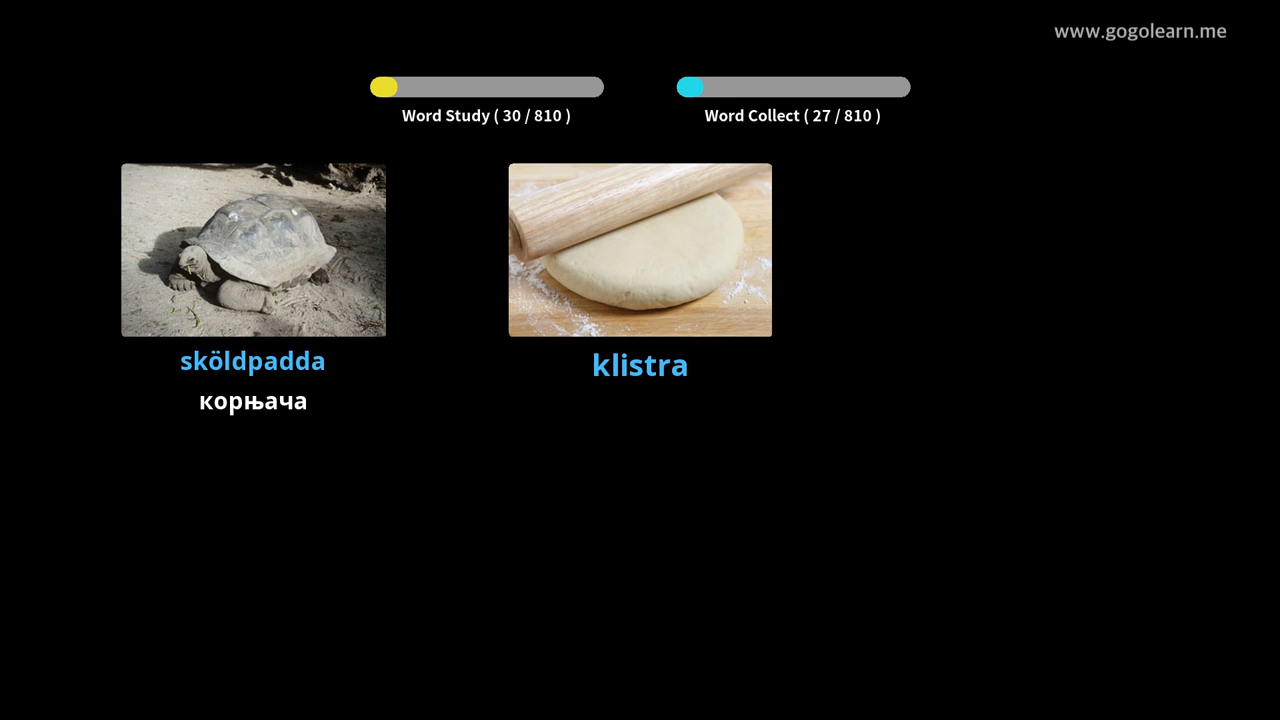 www.gogolearn.me
Word Study ( 30 / 810 )
Word Collect ( 27 / 810 )
sköldpadda
корњача
klistra